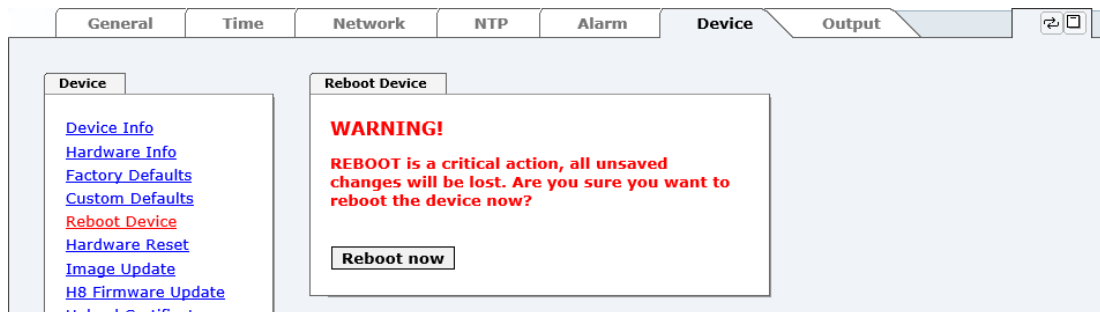 General Time Network NTP Alarm Device Output
Device
Device Info
Hardware Info
Factory Defaults
Custom Defaults
Reboot Device
Hardware Reset
Image Update
H8 Firmware Update
Reboot Device
WARNING!
REBOOT is a critical action, all unsaved
changes will be lost. Are you sure you want to
reboot the device now?
Reboot now